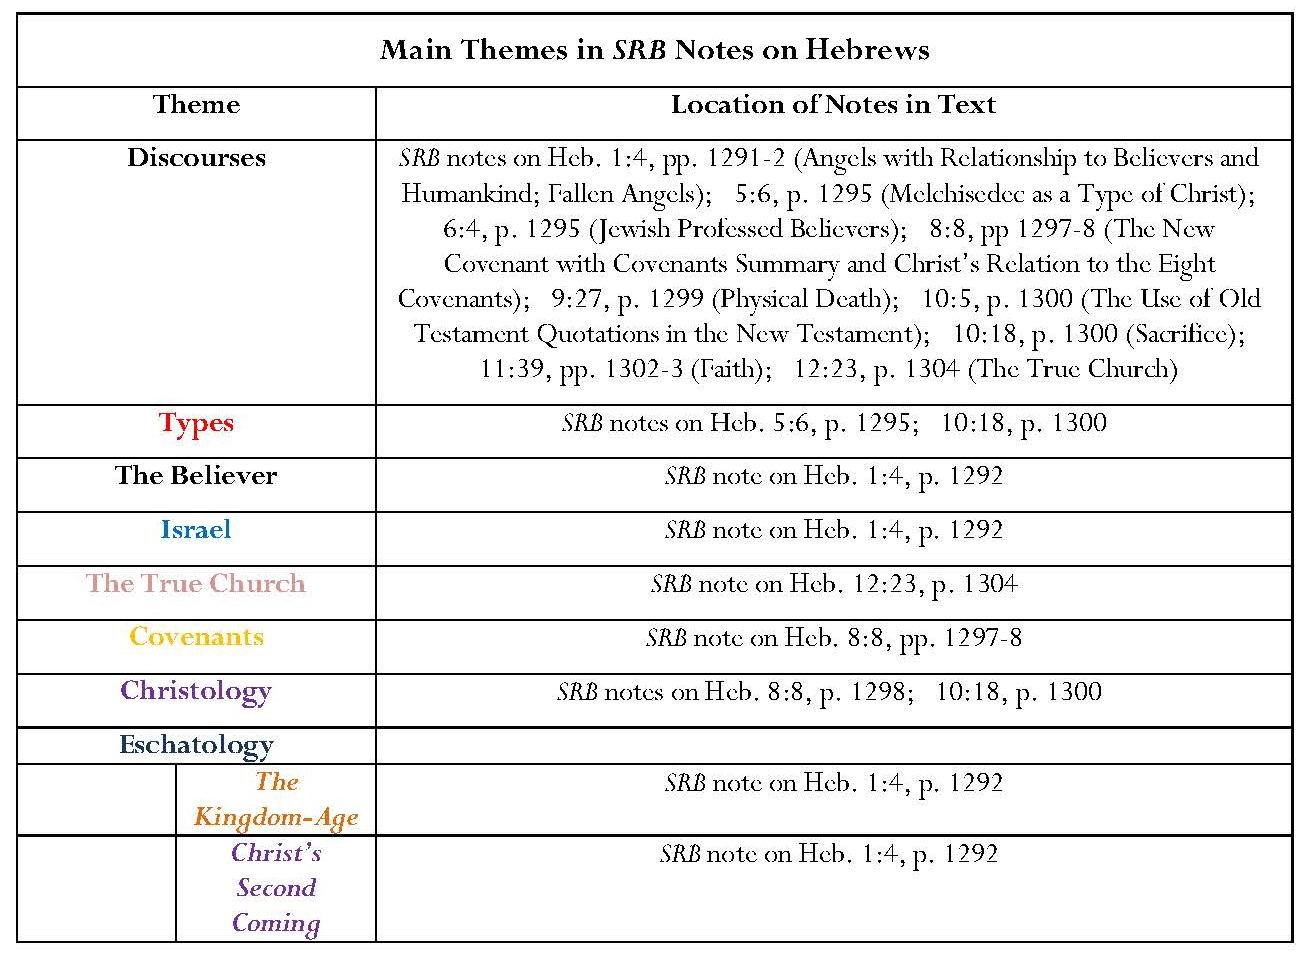 Main Themes in SRB Notes on Hebrews
Theme
Location of Notes in Text
Discourses
SRB notes on Heb. 1:4, pp. 1291-2 (Angels with Relationship to Believers and
Humankind; Fallen Angels); 5:6, p. 1295 (Melchisedec as a Type of Christ);
6:4, p. 1295 (Jewish Professed Believers); 8:8, pp 1297-8 (The New
Covenant with Covenants Summary and Christ's Relation to the Eight
Covenants); 9:27, p. 1299 (Physical Death); 10:5, p. 1300 (The Use of Old
Testament Quotations in the New Testament); 10:18, p. 1300 (Sacrifice);
11:39, pp. 1302-3 (Faith); 12:23, p. 1304 (The True Church)
Types
SRB notes on Heb. 5:6, p. 1295; 10:18, p. 1300
The Believer
SRB note on Heb. 1:4, p. 1292
Israel
SRB note on Heb. 1:4, p. 1292
The True Church
SRB note on Heb. 12:23, p. 1304
Covenants
SRB note on Heb. 8:8, pp. 1297-8
Christology
SRB notes on Heb. 8:8, p. 1298; 10:18, p. 1300
Eschatology
The
Kingdom-Age
SRB note on Heb. 1:4, p. 1292
Christ's
Second
Coming
SRB note on Heb. 1:4, p. 1292